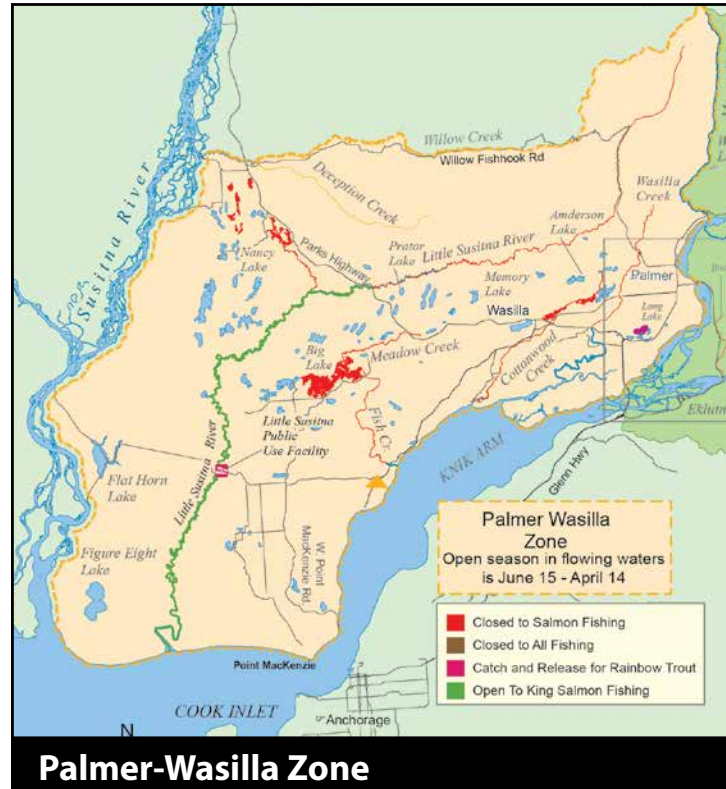 Willow Creek
Willow Fishhook Rd
Susitna River
Deception Creek
Wasilla
Creek
Amderson
Lake
Prator
Lake
Little Susitna River
Parks Highway
Nancy
Lake
Memory
Lake
Palmer
Long
Lake
Wasilla
Big
Lake
Meadow Creek
Cottonwood
Creek
Fish Cr.
Eklun
KNIK ARM
Glenn Hwy
Little Susitna
Public
Use Facility
Little Susitna River
Flat Horn
Lake
Figure Eight
Lake
W. Point
MacKenzie Rd.
Palmer Wasilla
Zone
Open season in flowing waters
is June 15 - April 14
Closed to Salmon Fishing
Closed to All Fishing
Catch and Release for Rainbow Trout
Open To King Salmon Fishing
Point MacKenzie
COOK INLET
Anchorage
N
Palmer-Wasilla Zone